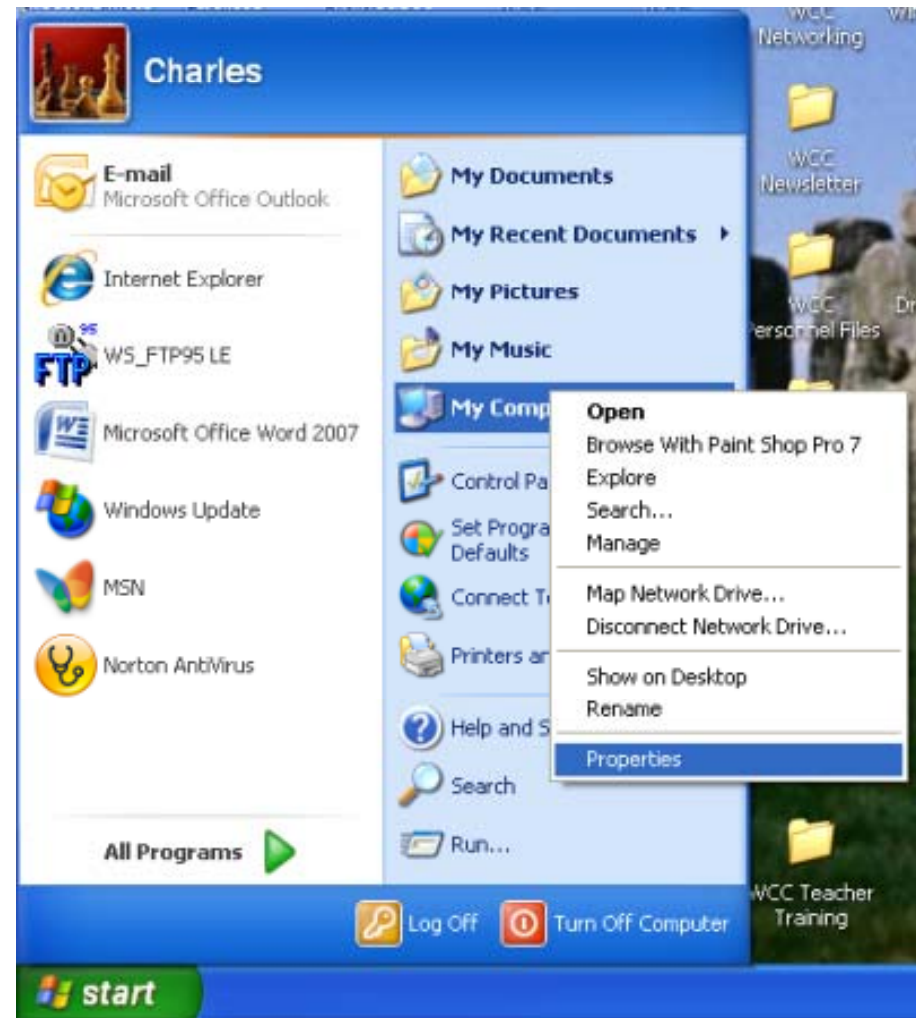 Charles
E-mail
Microsoft Office Outlook
Internet Explorer
95
FTP
WS_FTP95 LE
Microsoft Office Word 2007
Windows Update
MSN
Norton AntiVirus
All Programs
My Documents
My Recent Documents
My Pictures
My Music
My Comp
Control Pa
Set Progra
Defaults
Connect T
Printers ar
Help and S
Search
Run...
Open
Browse With Paint Shop Pro 7
Explore
Search...
Manage
Map Network Drive...
Disconnect Network Drive...
Show on Desktop
Rename
Properties
Log Off
Turn Off Computer
start
WCC
Networking
WCC
Newsletter
WCC
Personnel Files
WCC Teacher
Training